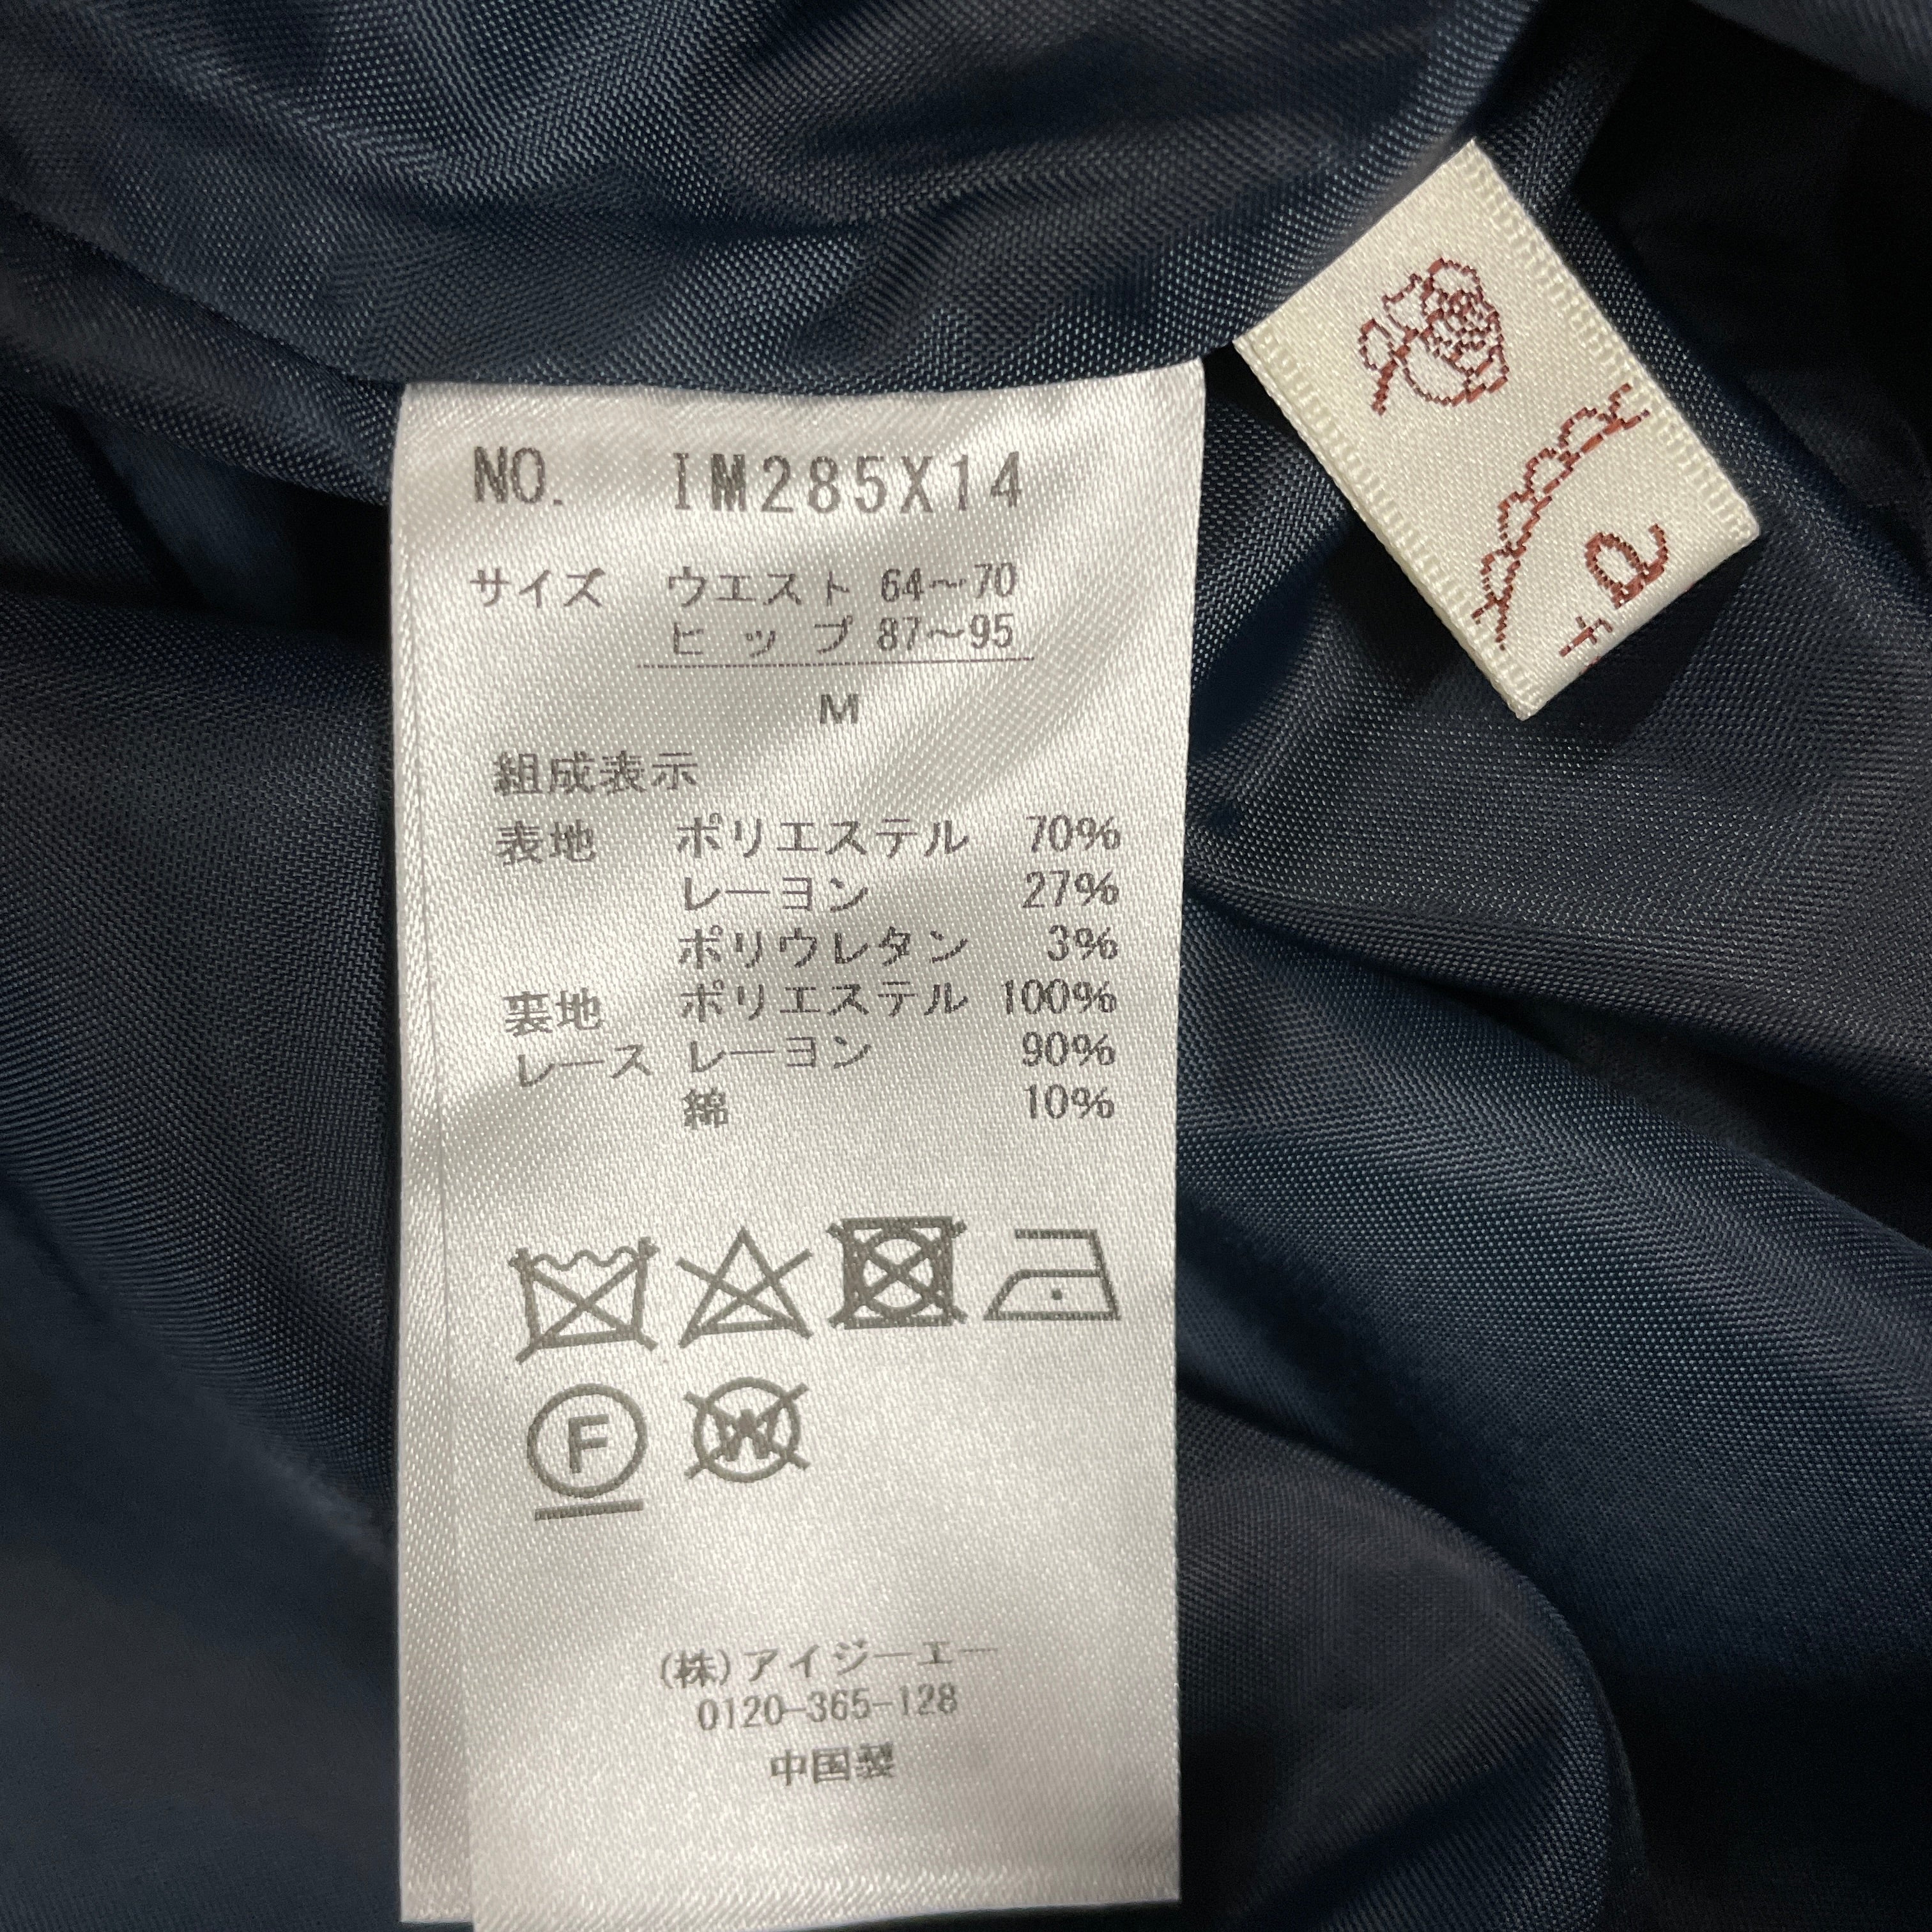 NO. IM285X14
サイズ ウエスト 64～70
ヒップ 87～95
M
組成表示
表地 ポリエステル 70%
レーヨン 27%
ポリウレタン 3%
裏地 ポリエステル 100%
レース レーヨン 90%
綿 10%
F W
(株)アイジーエー
0120-365-128
中国製